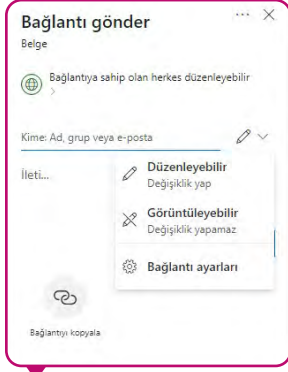 Bağlantı gönder
Belge
Bağlantıya sahip olan herkes düzenleyebilir
Kime: Ad, grup veya e-posta
İleti...
Düzenleyebilir
Değişiklik yap
Görüntüleyebilir
Değişiklik yapamaz
Bağlantı ayarları
Bağlantıyı kopyala